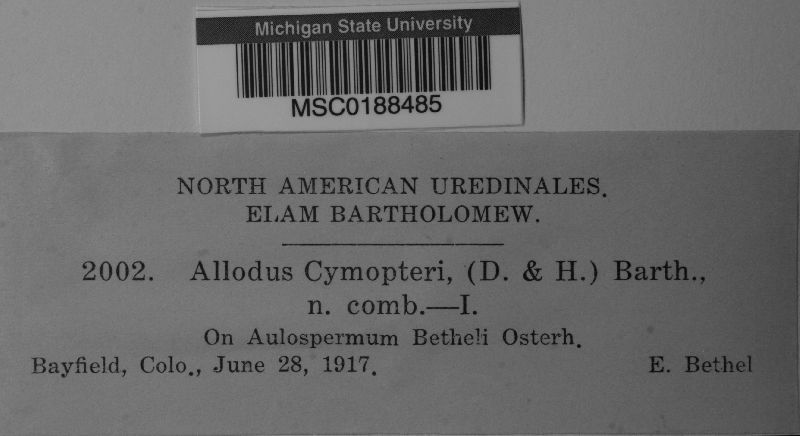 Michigan State University
MSC0188485
NORTH AMERICAN UREDINALES.
ELAM BARTHOLOMEW.
2002. Allodus Cymopteri, (D. & H.) Barth.,
n. comb.—I.
On Aulospermum Betheli Osterh.
Bayfield, Colo., June 28, 1917. E. Bethel